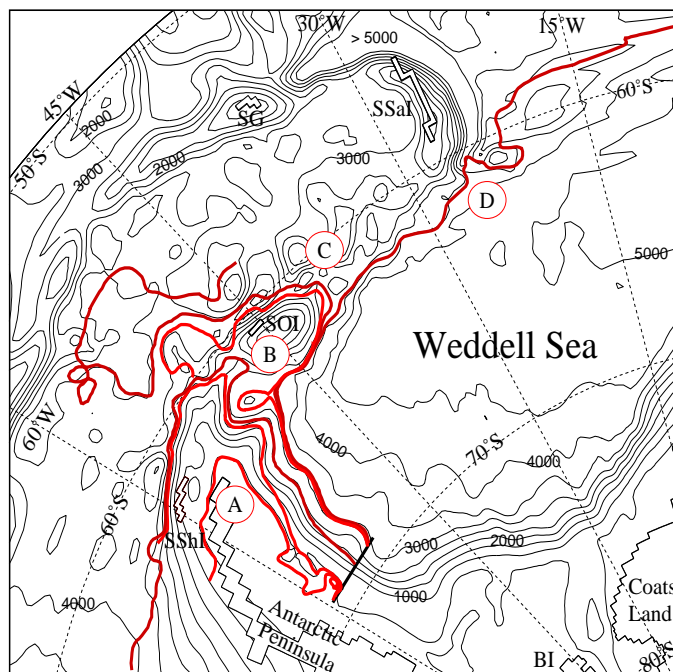 30°W
15°W
> 5000
45°W
SSaI
60°S
2000
SG
50°S
2000
3000
3000
D
C
5000
SOI
Weddell Sea
B
60°W
4000
70°S
4000
A
60°S
SShI
3000
2000
1000
4000
Coats
Land
Antarctic
Peninsula
BI
80°S